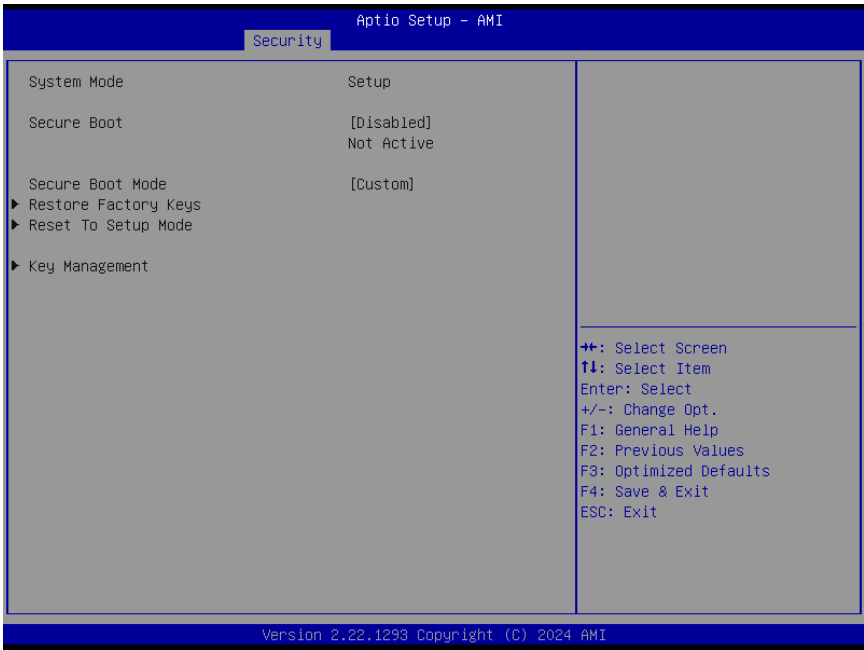 Aptio Setup – AMI
Security
System Mode Setup
Secure Boot [Disabled]
Not Active
Secure Boot Mode [Custom]
▶ Restore Factory Keys
▶ Reset To Setup Mode
▶ Key Management
→←: Select Screen
↑↓: Select Item
Enter: Select
+/-: Change Opt.
F1: General Help
F2: Previous Values
F3: Optimized Defaults
F4: Save & Exit
ESC: Exit
Version 2.22.1293 Copyright (C) 2024 AMI